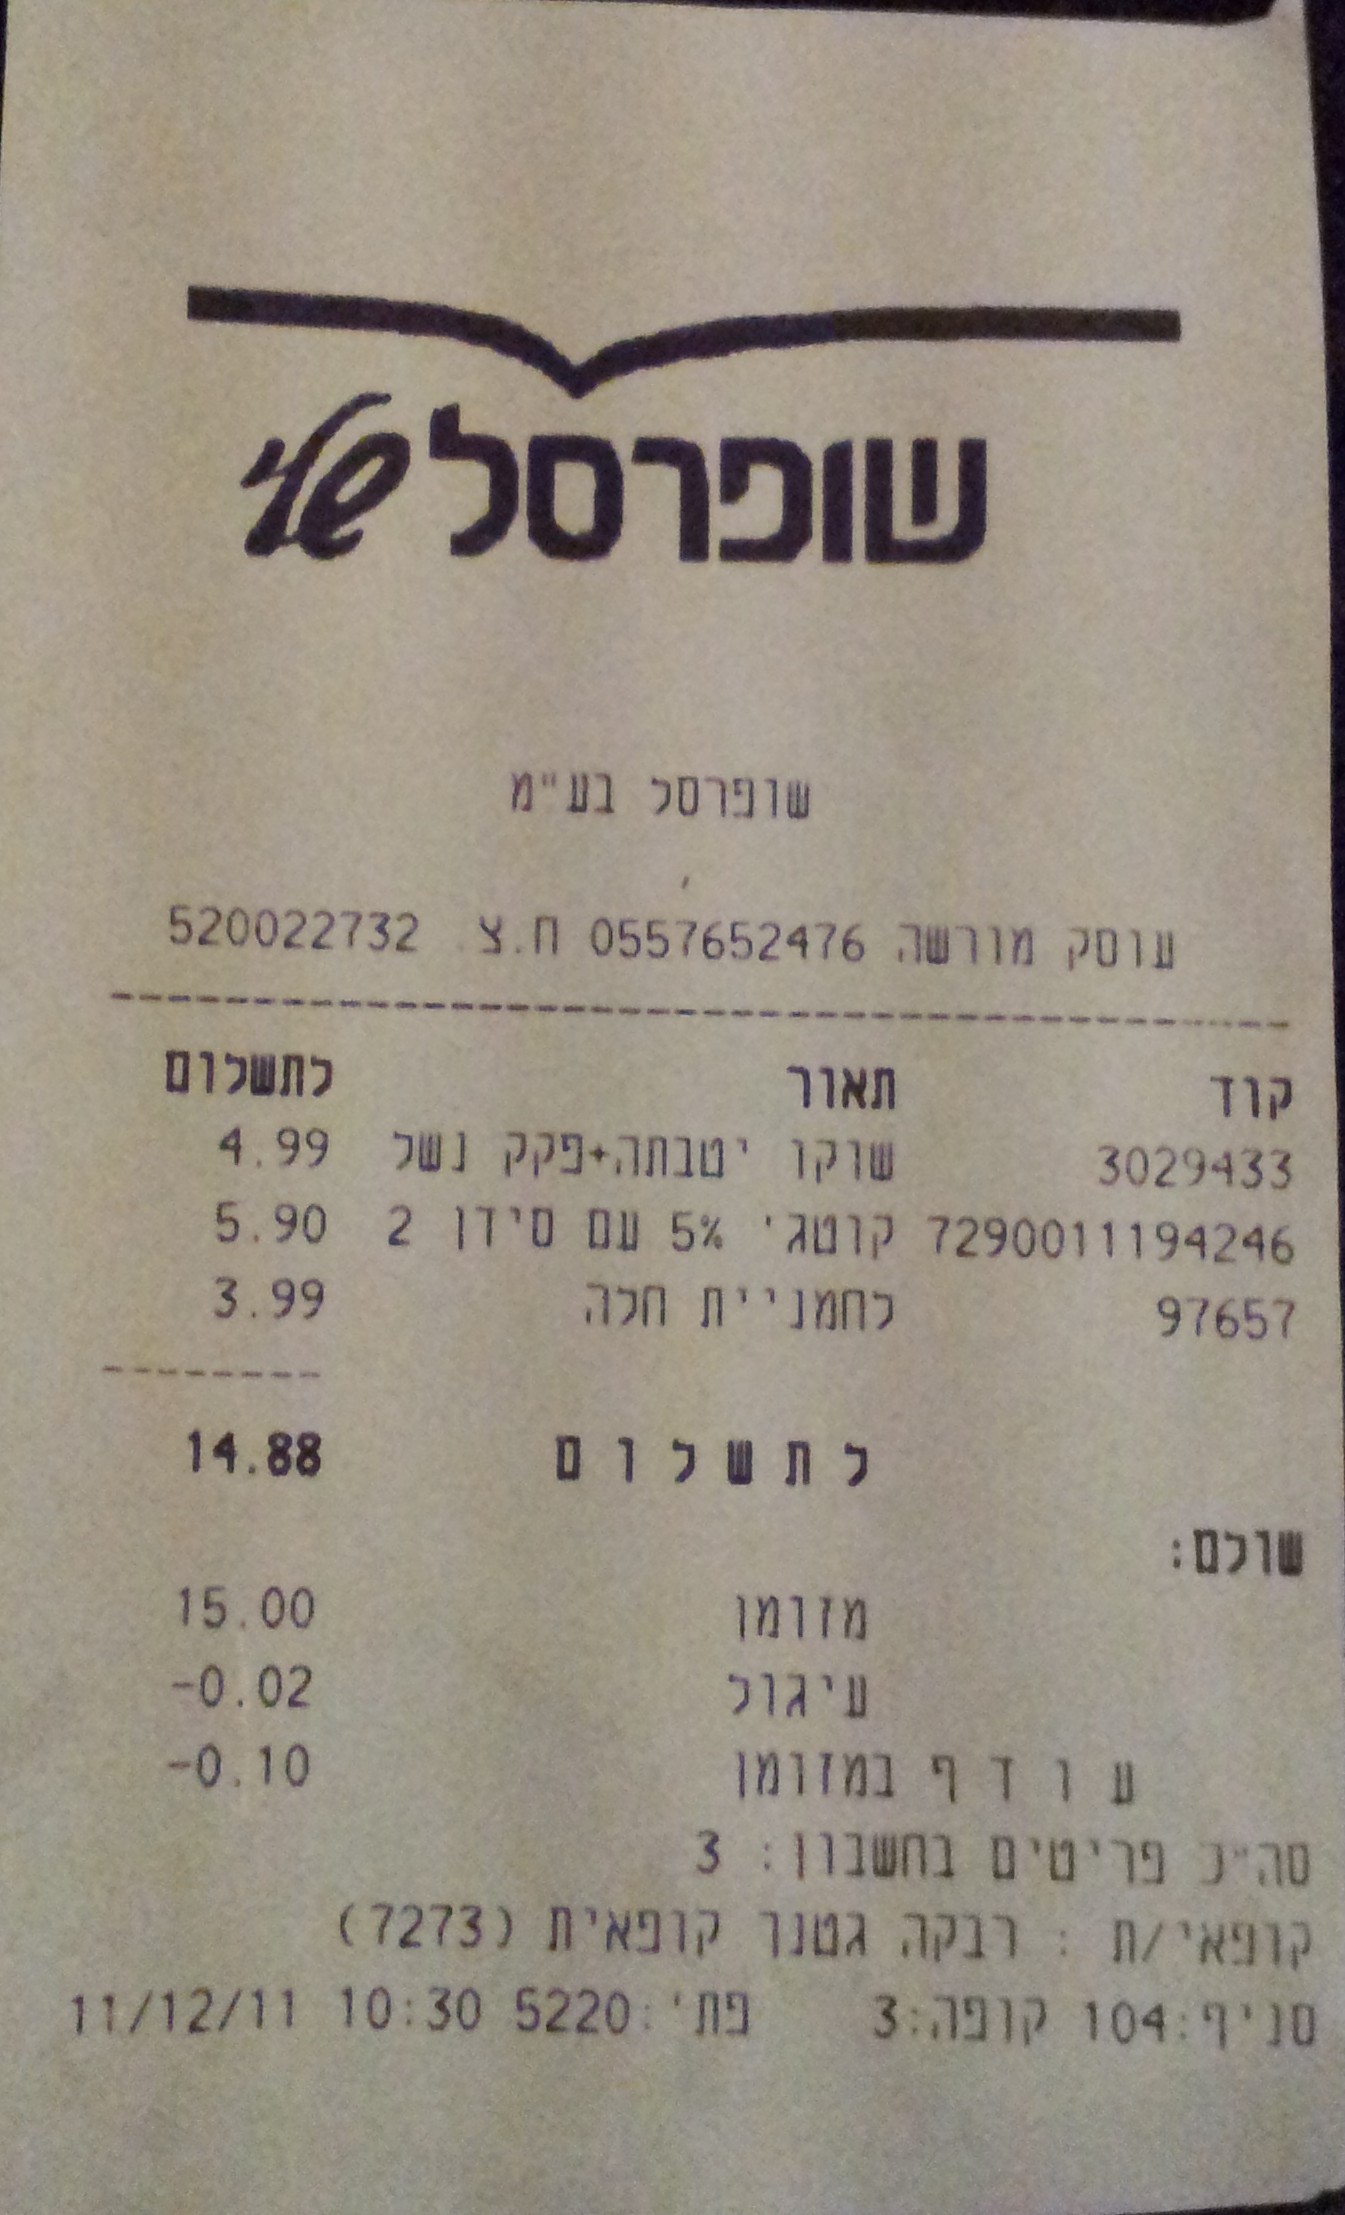 שופרסל שלי
שופרסל בע"מ
עוסק מורשה 0557652476 ח.צ. 520022732
קוד תאור לתשלום
3029433 שוקו יטבתה+פקק נשל 4.99
7290011194246 קוטג' 5% עם סידן 2 5.90
97657 לחמניית חלה 3.99
לתשלום 14.88
שולם:
מזומן 15.00
עיגול -0.02
עודף במזומן -0.10
סה"כ פריטים בחשבון: 3
קופאי/ת : רבקה גטנר קופאית (7273)
סניף:104 קופה:3 פת':5220 10:30 11/12/11